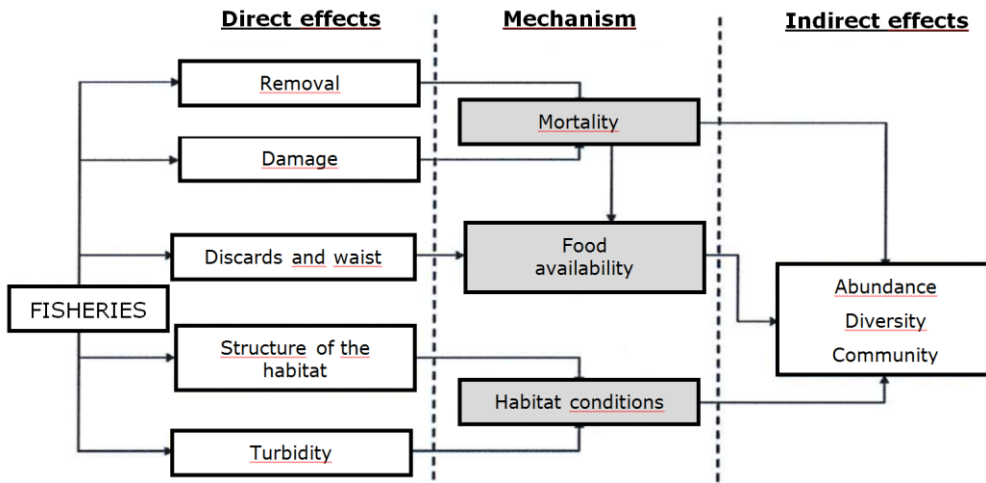 Direct effects
Mechanism
Indirect effects
Removal
Mortality
Damage
Discards and waist
Food
availability
FISHERIES
Abundance
Diversity
Community
Structure of the
habitat
Habitat conditions
Turbidity